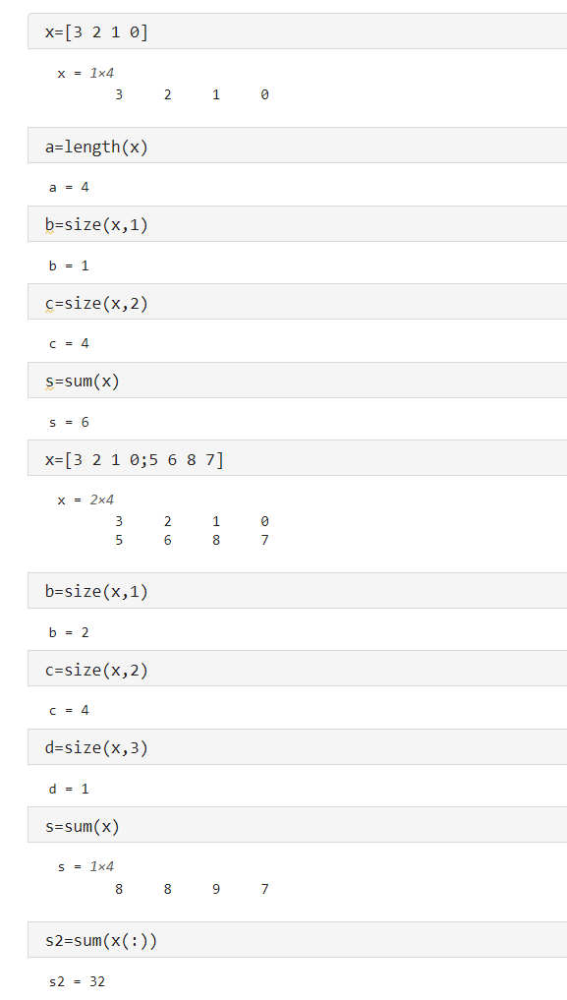 x=[3 2 1 0]
x = 1×4
3 2 1 0
a=length(x)
a = 4
b=size(x,1)
b = 1
c=size(x,2)
c = 4
s=sum(x)
s = 6
x=[3 2 1 0;5 6 8 7]
x = 2×4
3 2 1 0
5 6 8 7
b=size(x,1)
b = 2
c=size(x,2)
c = 4
d=size(x,3)
d = 1
s=sum(x)
s = 1×4
8 8 9 7
s2=sum(x(:))
s2 = 32